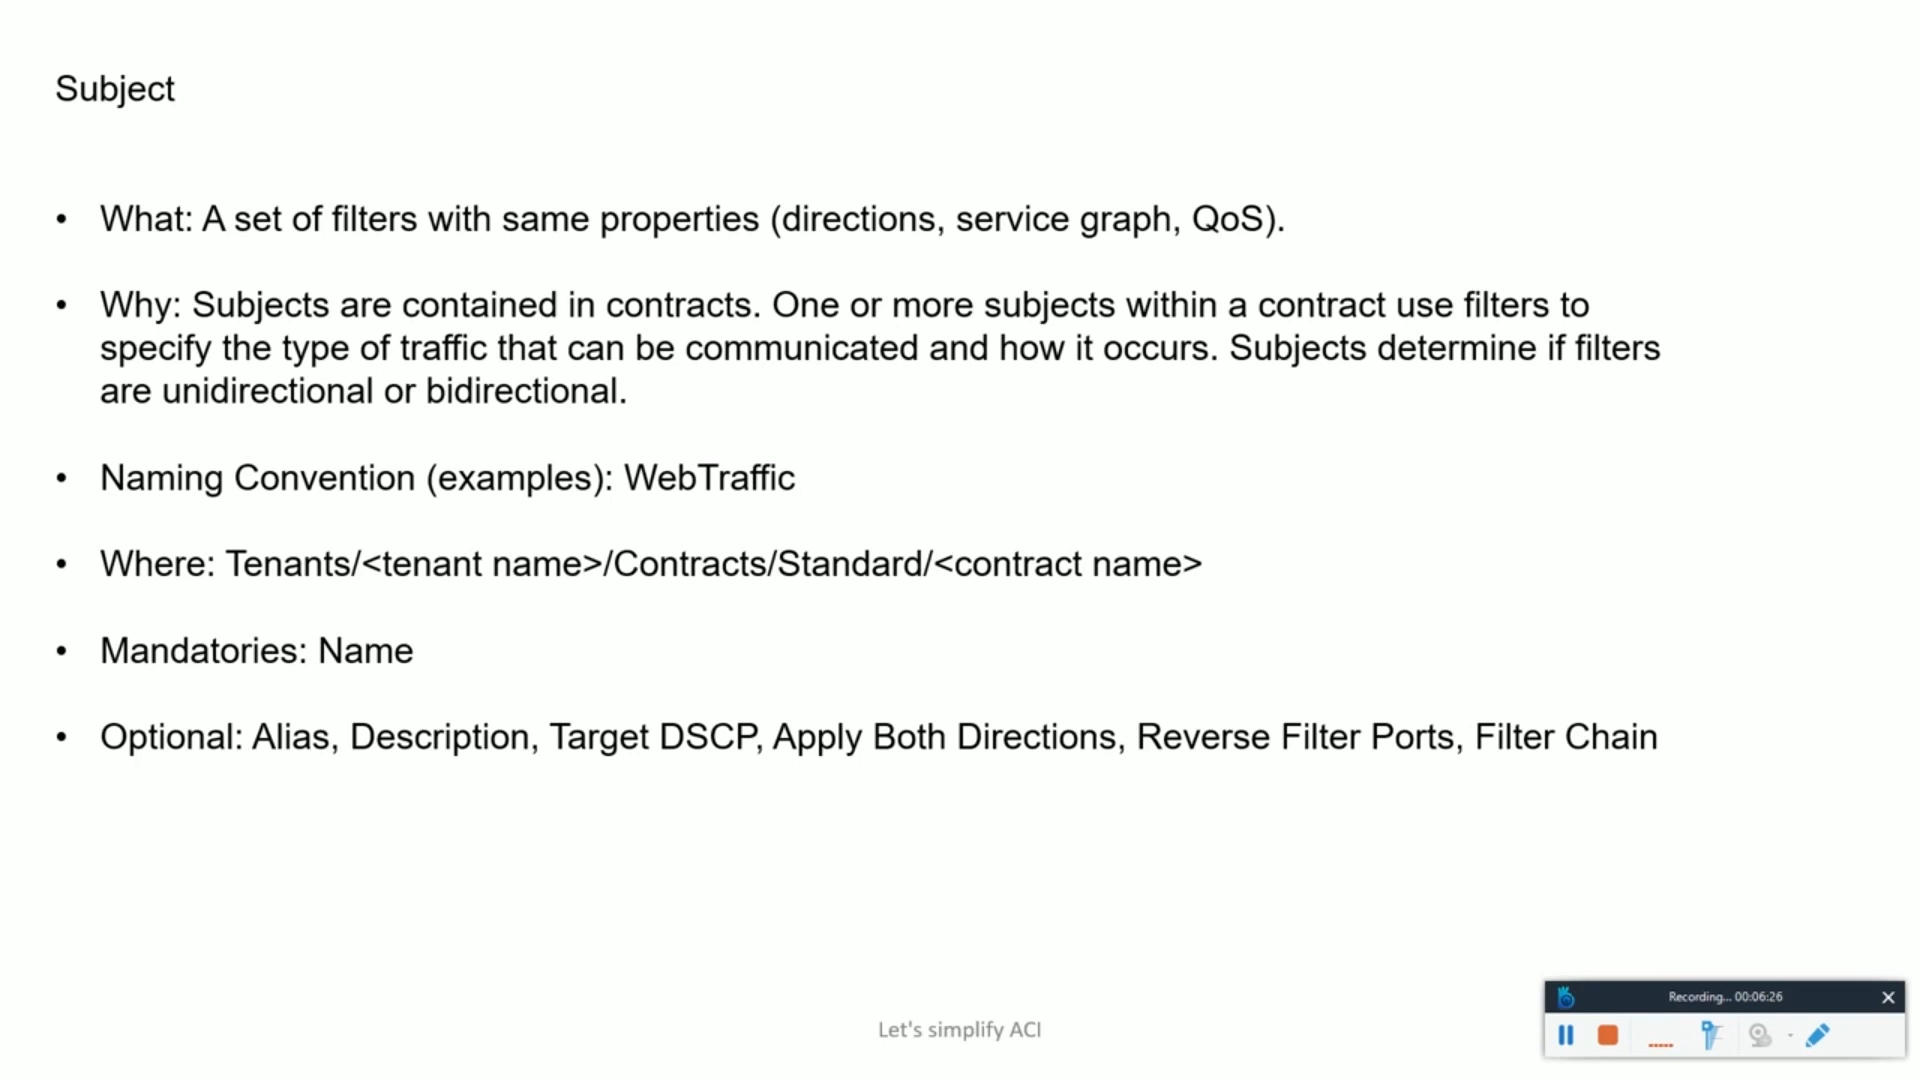 Subject
• What: A set of filters with same properties (directions, service graph, QoS).
• Why: Subjects are contained in contracts. One or more subjects within a contract use filters to
specify the type of traffic that can be communicated and how it occurs. Subjects determine if filters
are unidirectional or bidirectional.
• Naming Convention (examples): WebTraffic
• Where: Tenants/<tenant name>/Contracts/Standard/<contract name>
• Mandatories: Name
• Optional: Alias, Description, Target DSCP, Apply Both Directions, Reverse Filter Ports, Filter Chain
Recording... 00:06:26
Let's simplify ACI